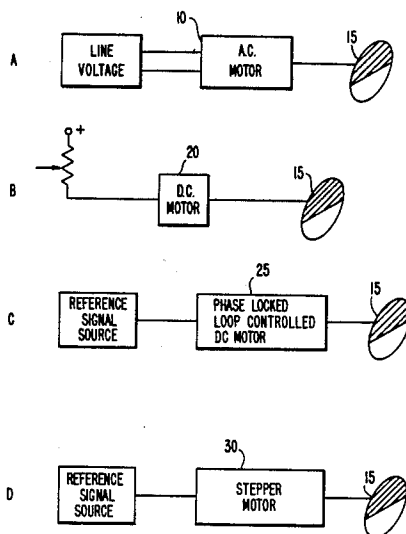 10
15
A
LINE
VOLTAGE
A.C.
MOTOR
+
20
15
B
D.C.
MOTOR
25
15
C
REFERENCE
SIGNAL
SOURCE
PHASE LOCKED
LOOP CONTROLLED
DC MOTOR
30
15
D
REFERENCE
SIGNAL
SOURCE
STEPPER
MOTOR